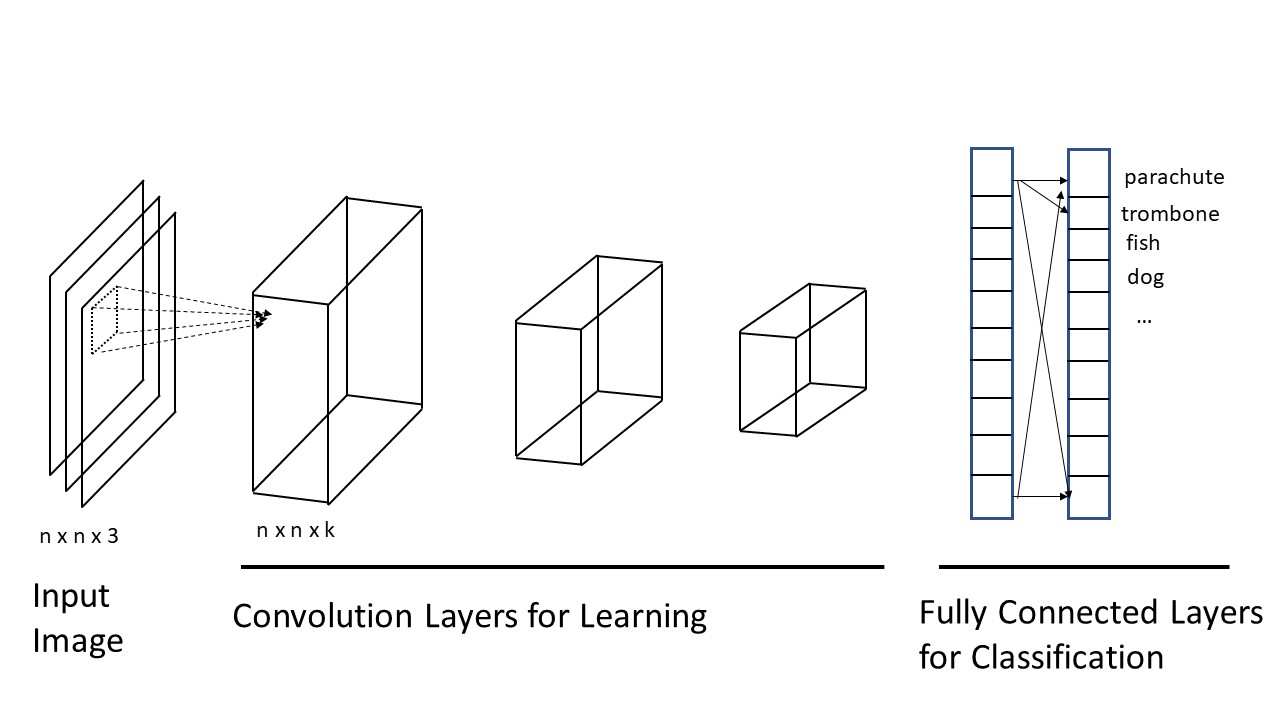 parachute
trombone
fish
dog
...
n x n x 3
n x n x k
Input
Image
Convolution Layers for Learning
Fully Connected Layers
for Classification